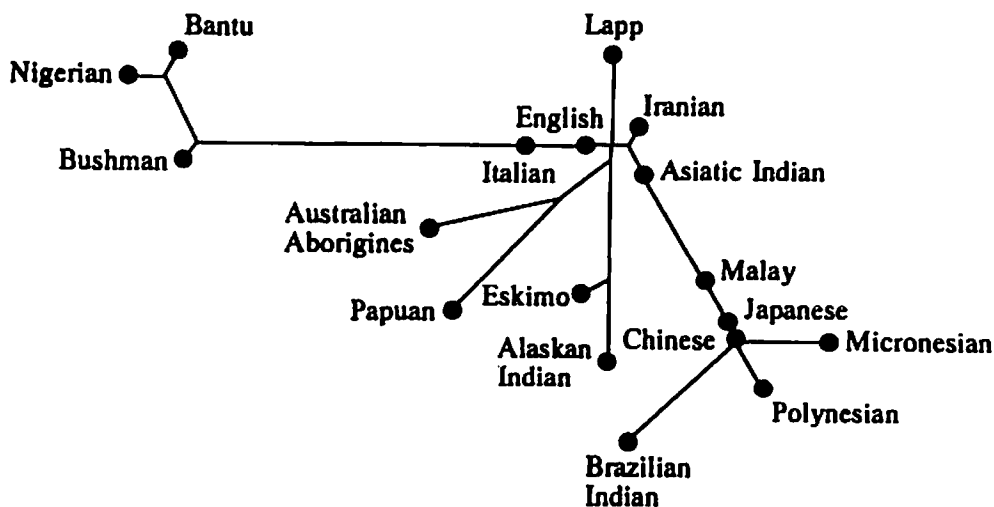 Bantu
Lapp
Nigerian
English
Iranian
Bushman
Italian
Asiatic Indian
Australian
Aborigines
Malay
Papuan
Eskimo
Japanese
Chinese
Micronesian
Alaskan
Indian
Polynesian
Brazilian
Indian